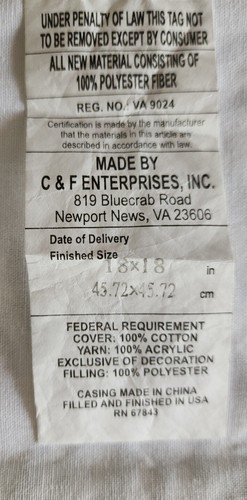 UNDER PENALTY OF LAW THIS TAG NOT
TO BE REMOVED EXCEPT BY CONSUMER
ALL NEW MATERIAL CONSISTING OF
100% POLYESTER FIBER
REG. NO.: VA 9024
Certification is made by the manufacturer
that the materials in this article are
described in accordance with law.
MADE BY
C & F ENTERPRISES, INC.
819 Bluecrab Road
Newport News, VA 23606
Date of Delivery
Finished Size
18×18 in
45.72×45.72 cm
FEDERAL REQUIREMENT
COVER: 100% COTTON
YARN: 100% ACRYLIC
EXCLUSIVE OF DECORATION
FILLING: 100% POLYESTER
CASING MADE IN CHINA
FILLED AND FINISHED IN USA
RN 67843